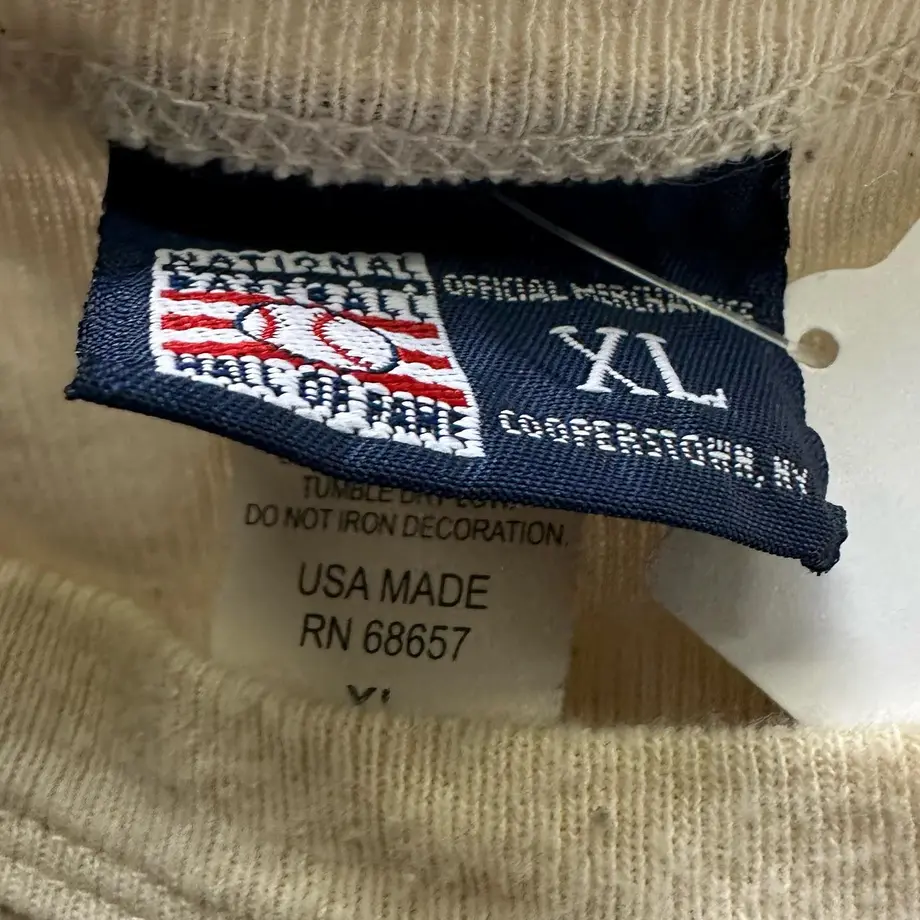 NATIONAL
BASEBALL
HALL OF FAME
OFFICIAL MERCHANDISE
XL
COOPERSTOWN, NY
TUMBLE DRY LOW.
DO NOT IRON DECORATION.
USA MADE
RN 68657
XL